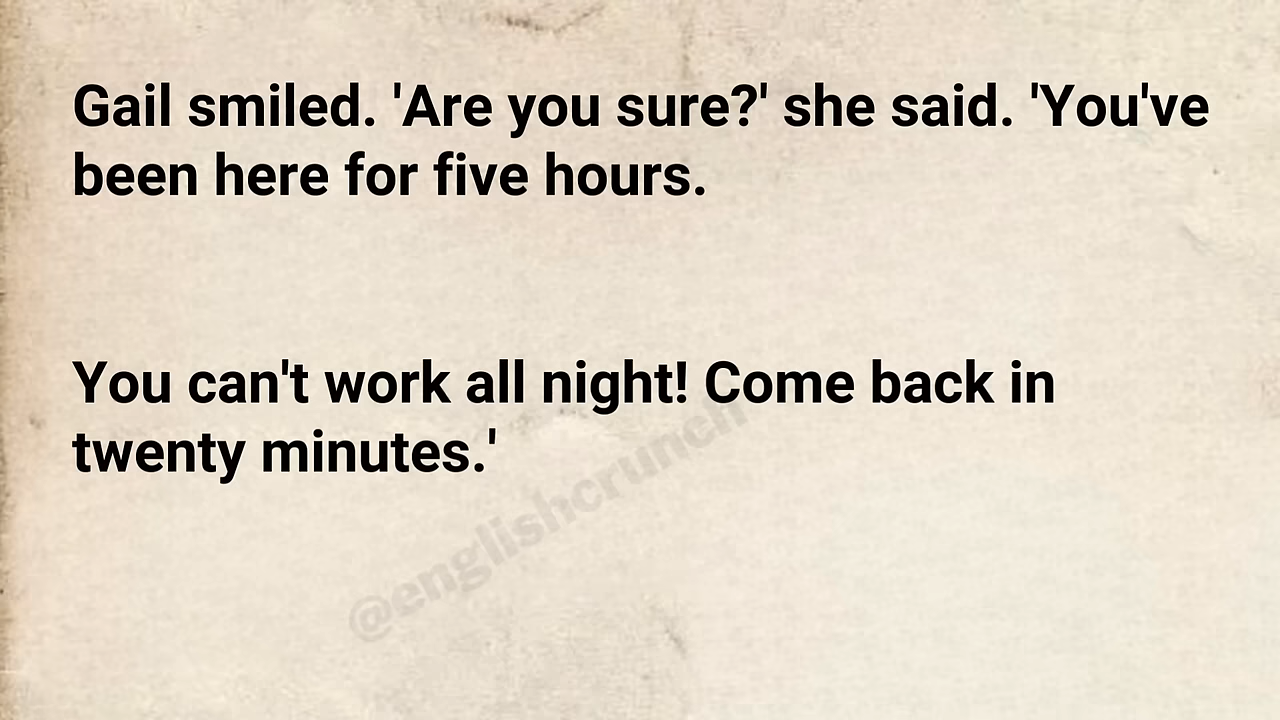 Gail smiled. 'Are you sure?' she said. 'You've
been here for five hours.
You can't work all night! Come back in
twenty minutes.'
@englishcrunch